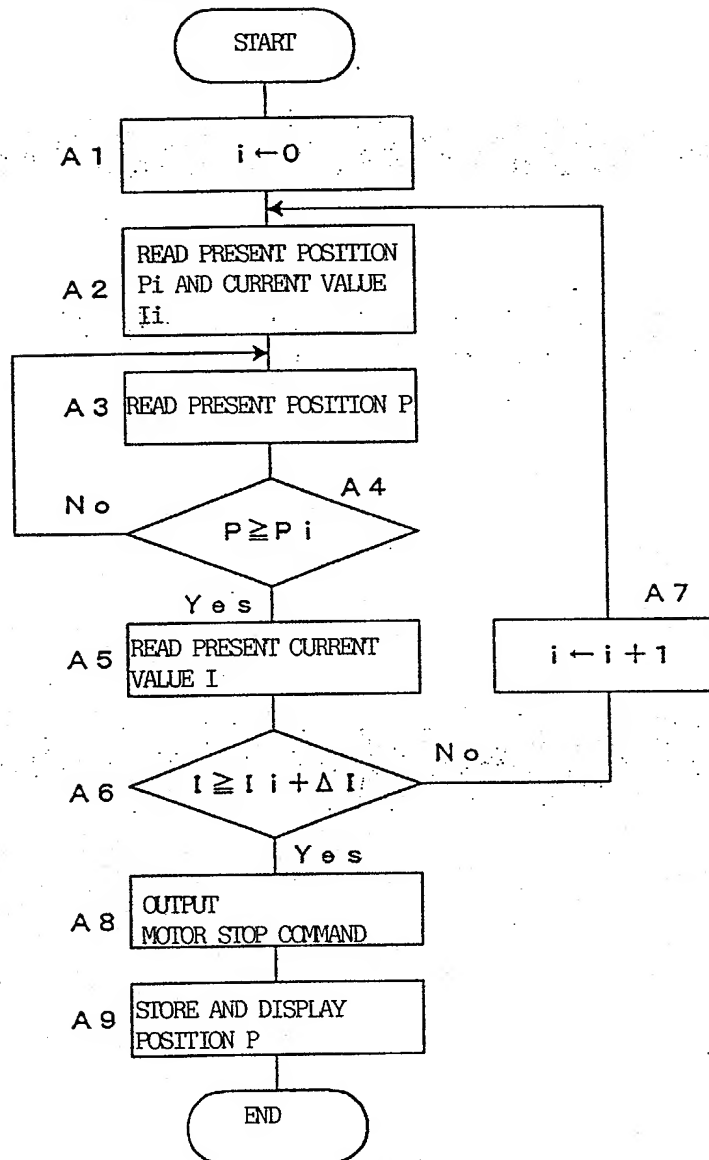 START
A1
i←0
A2
READ PRESENT POSITION
Pi AND CURRENT VALUE
Ii
A3
READ PRESENT POSITION P
A4
P≧Pi
No
Yes
A5
READ PRESENT CURRENT
VALUE I
A7
i←i+1
A6
I≧Ii+ΔI
No
Yes
A8
OUTPUT
MOTOR STOP COMMAND
A9
STORE AND DISPLAY
POSITION P
END